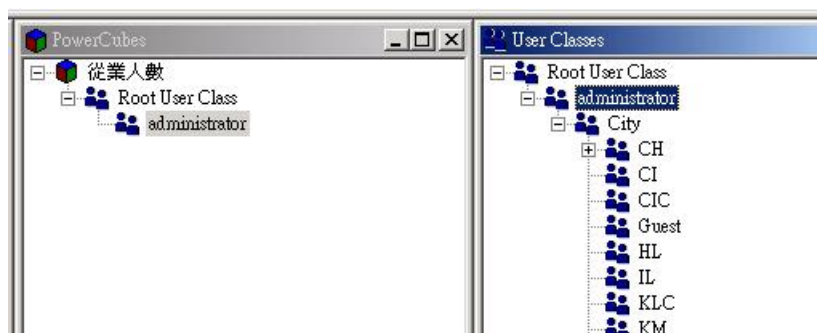 PowerCubes
從業人數
Root User Class
administrator
User Classes
Root User Class
administrator
City
CH
CI
CIC
Guest
HL
IL
KLC
KM